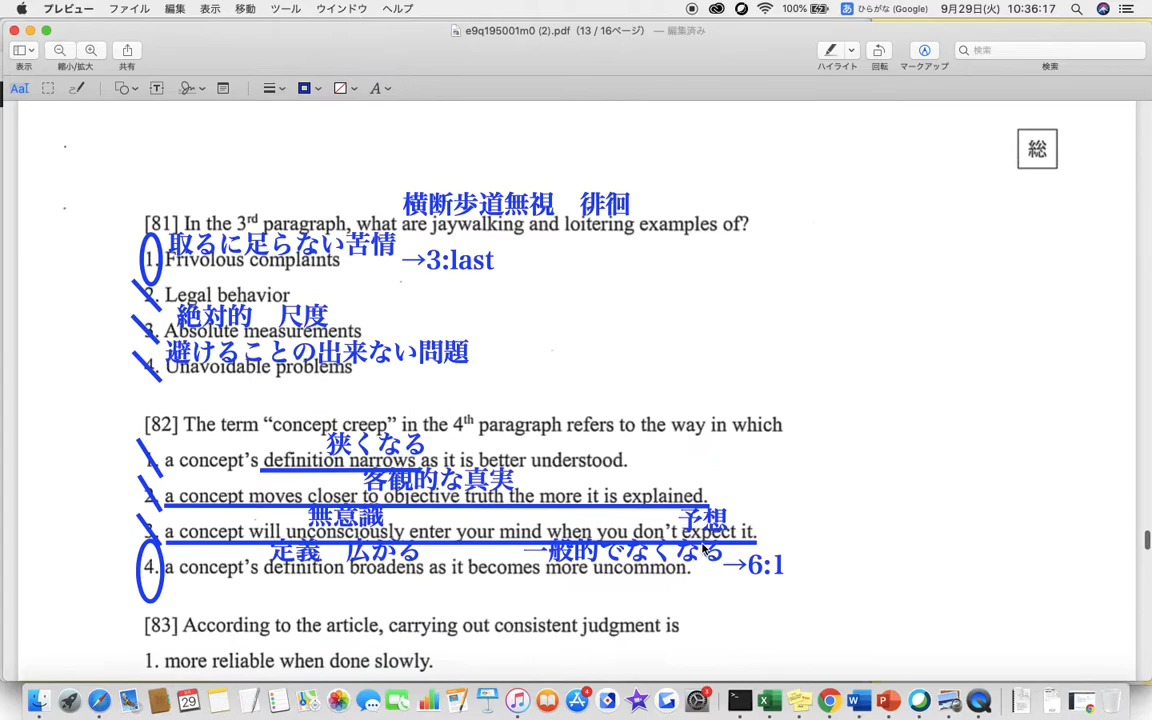 プレビュー ファイル 編集 表示 移動 ツール ウインドウ ヘルプ 100% あ ひらがな (Google) 9月29日(火) 10:36:17
e9q195001m0 (2).pdf（13 / 16ページ） — 編集済み
検索
表示 縮小/拡大 共有 ハイライト 回転 マークアップ 検索
AaI T A
総
横断歩道無視 徘徊
[81] In the 3rd paragraph, what are jaywalking and loitering examples of?
取るに足らない苦情
1. Frivolous complaints →3:last
2. Legal behavior
絶対的 尺度
3. Absolute measurements
避けることの出来ない問題
4. Unavoidable problems
[82] The term “concept creep” in the 4th paragraph refers to the way in which
狭くなる
1. a concept’s definition narrows as it is better understood.
客観的な真実
2. a concept moves closer to objective truth the more it is explained.
無意識 予想
3. a concept will unconsciously enter your mind when you don’t expect it.
定義 広がる 一般的でなくなる
4. a concept’s definition broadens as it becomes more uncommon. →6:1
[83] According to the article, carrying out consistent judgment is
1. more reliable when done slowly.